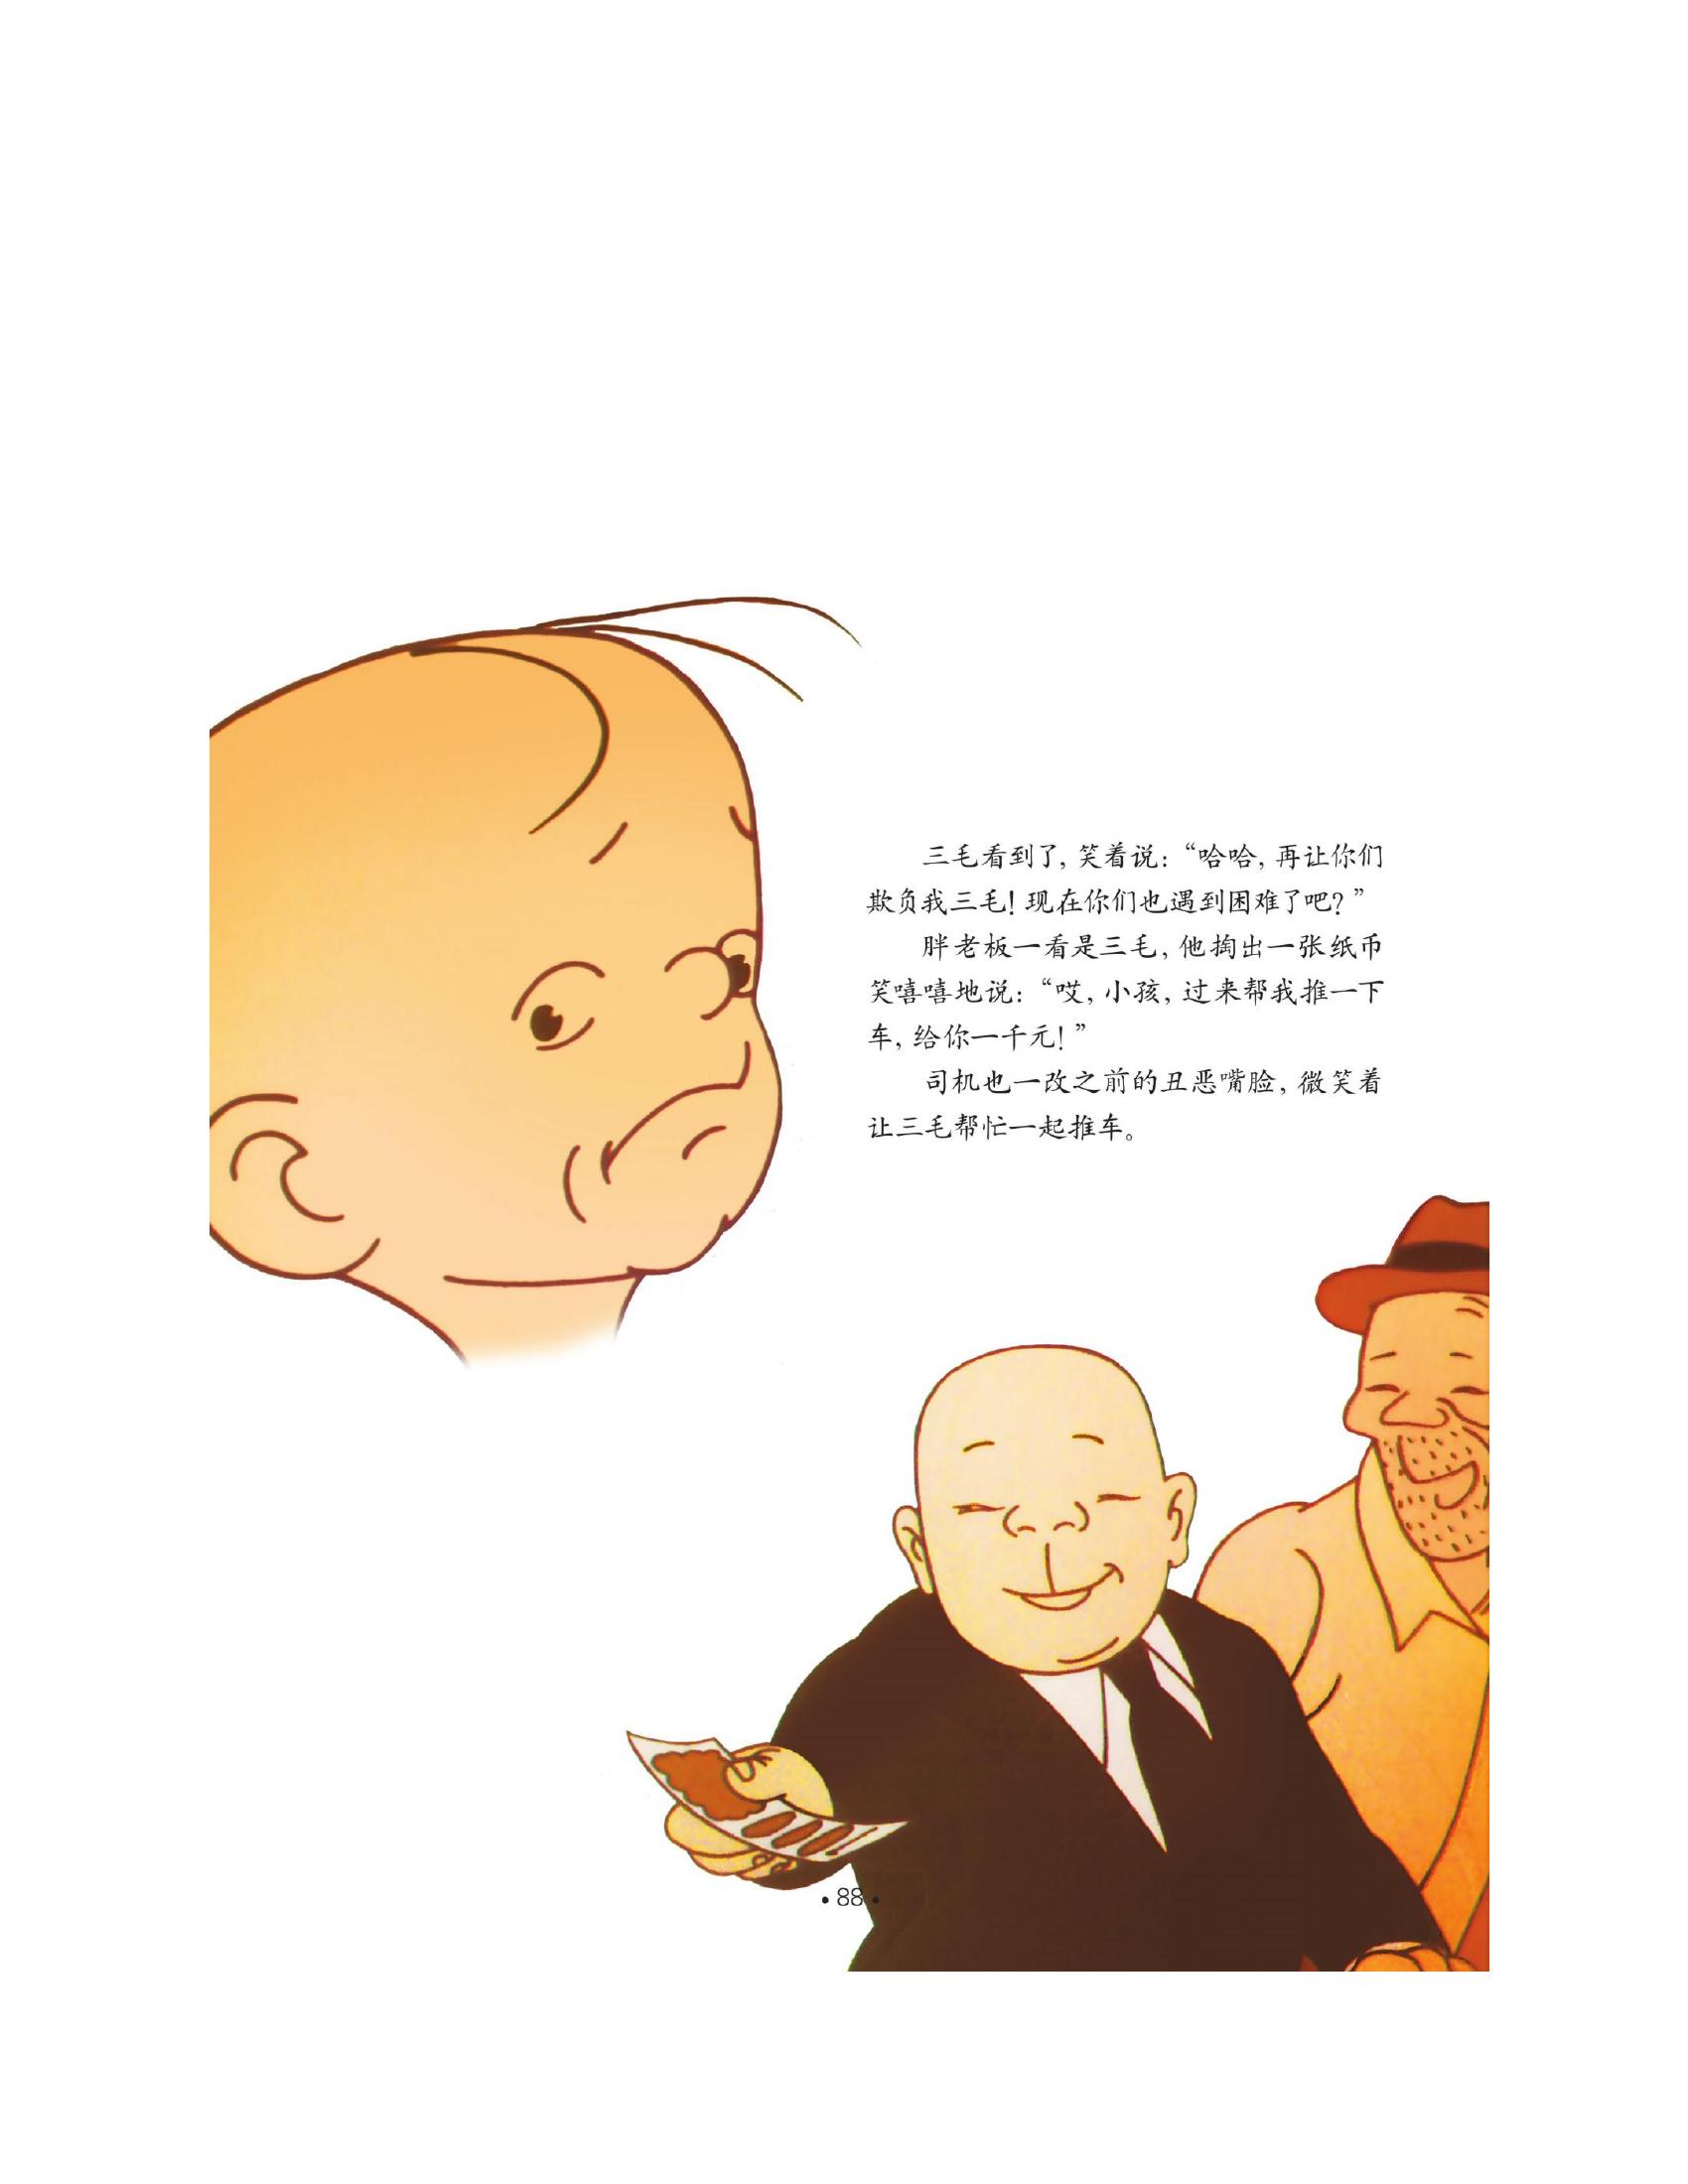 三毛看到了，笑着说：“哈哈，再让你们
欺负我三毛！现在你们也遇到困难了吧？”
胖老板一看是三毛，他掏出一张纸币
笑嘻嘻地说：“哎，小孩，过来帮我推一下
车，给你一千元！”
司机也一改之前的丑恶嘴脸，微笑着
让三毛帮忙一起推车。
• 88 •